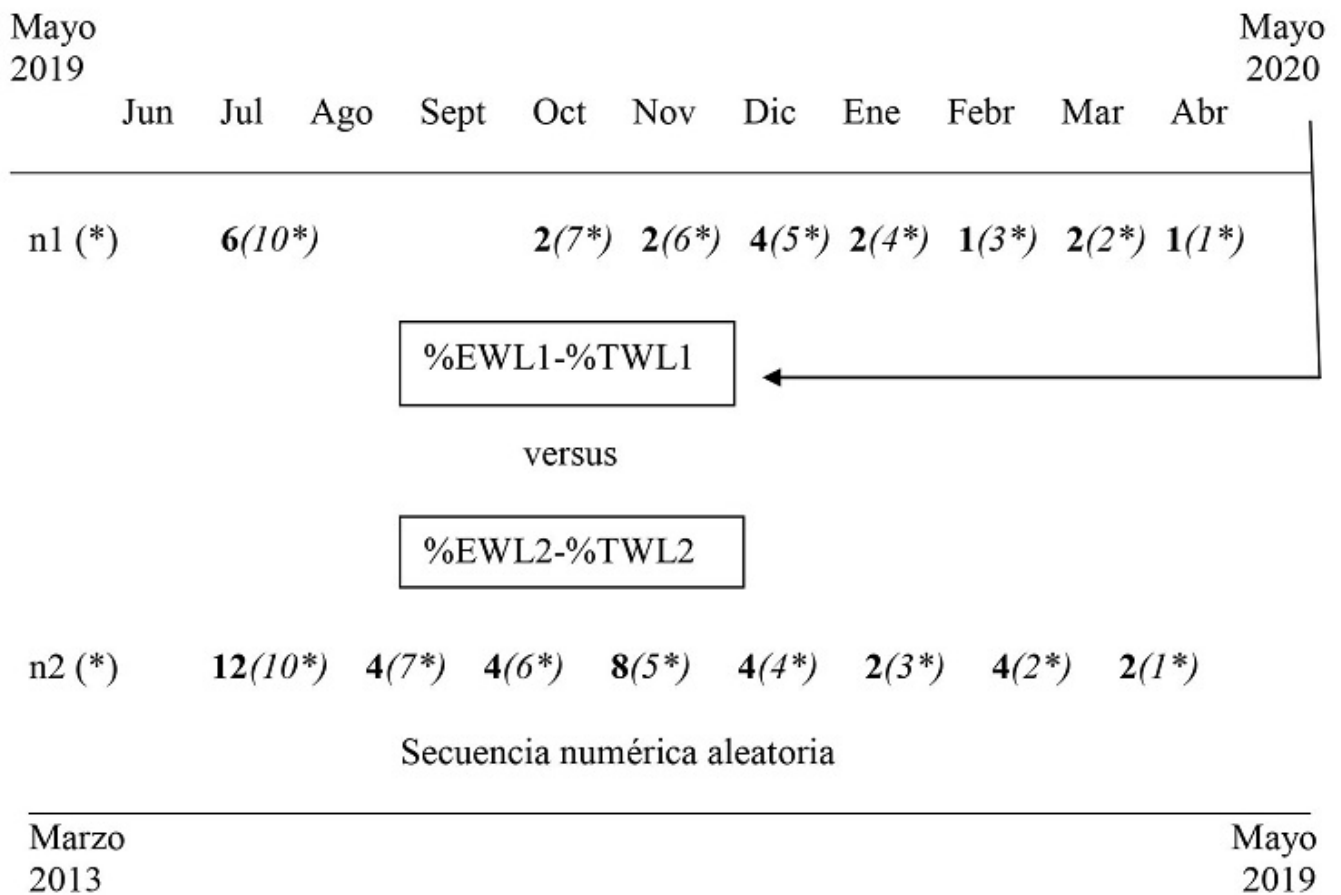 Mayo
2019
Mayo
2020
Jun Jul Ago Sept Oct Nov Dic Ene Febr Mar Abr
n1 (*) 6(10*) 2(7*) 2(6*) 4(5*) 2(4*) 1(3*) 2(2*) 1(1*)
%EWL1-%TWL1
versus
%EWL2-%TWL2
n2 (*) 12(10*) 4(7*) 4(6*) 8(5*) 4(4*) 2(3*) 4(2*) 2(1*)
Secuencia numérica aleatoria
Marzo
2013
Mayo
2019